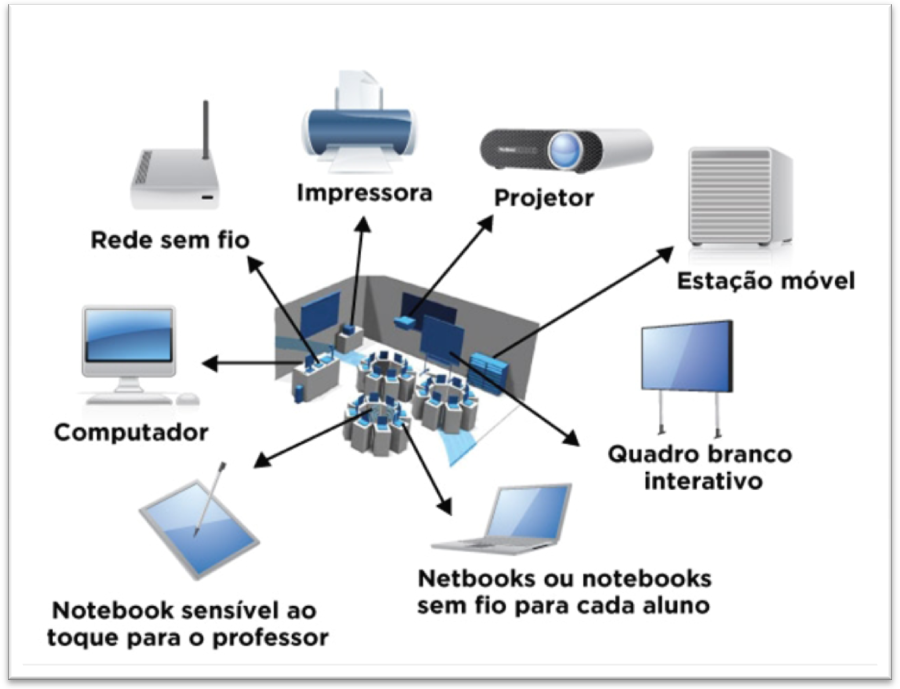 Impressora
Projetor
Rede sem fio
Estação móvel
Computador
Quadro branco
interativo
Netbooks ou notebooks
sem fio para cada aluno
Notebook sensível ao
toque para o professor